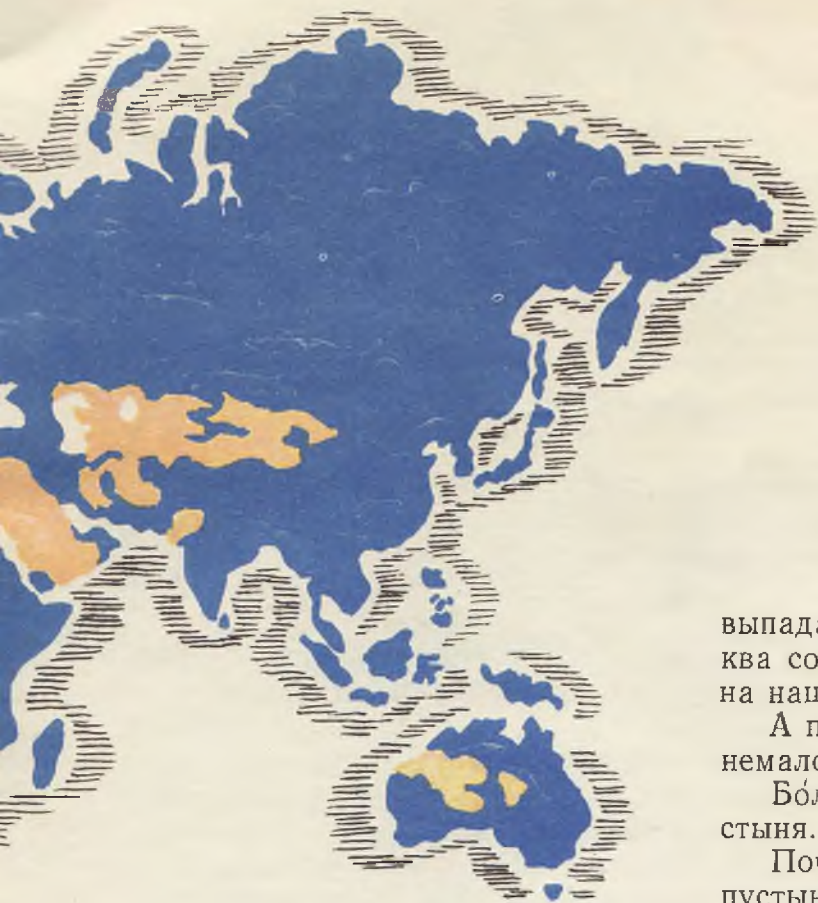 выпада
ква со
на наш
А п
немало
Бо́л
стыня.
Поч
пустын